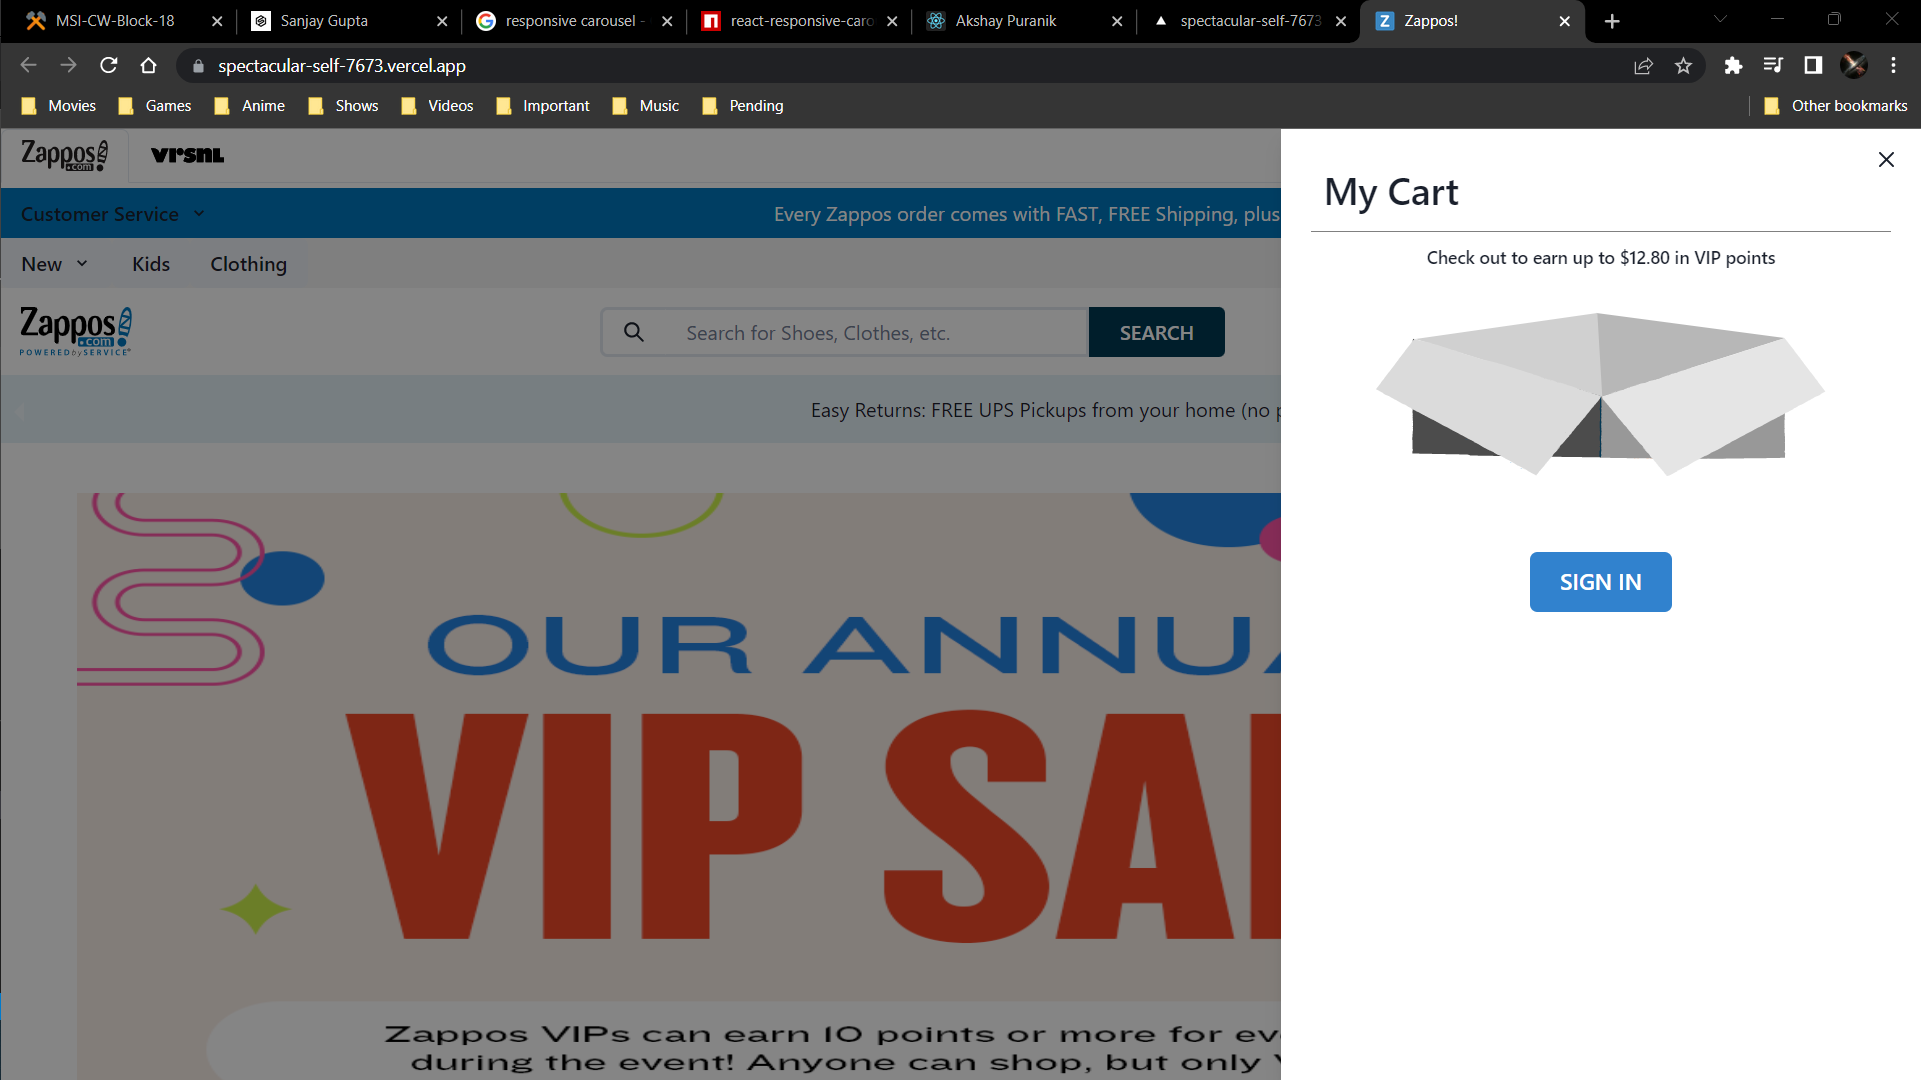 MSI-CW-Block-18
Sanjay Gupta
responsive carousel -
react-responsive-caro
Akshay Puranik
spectacular-self-7673
Z Zappos!
spectacular-self-7673.vercel.app
Movies
Games
Anime
Shows
Videos
Important
Music
Pending
Other bookmarks
Zappos .com
vrsnl
Customer Service
Every Zappos order comes with FAST, FREE Shipping, plus
New
Kids
Clothing
Zappos .com
POWERED by SERVICE
Search for Shoes, Clothes, etc.
SEARCH
Easy Returns: FREE UPS Pickups from your home (no p
OUR ANNUA
VIP SAL
Zappos VIPs can earn 10 points or more for ev
during the event! Anyone can shop, but only
My Cart
Check out to earn up to $12.80 in VIP points
SIGN IN